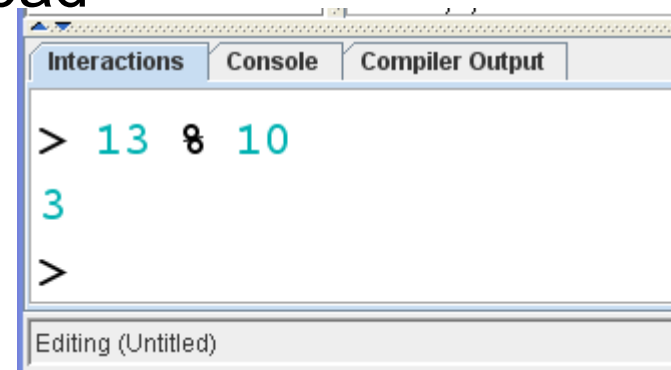 Interactions Console Compiler Output
> 13 % 10
3
>
Editing (Untitled)